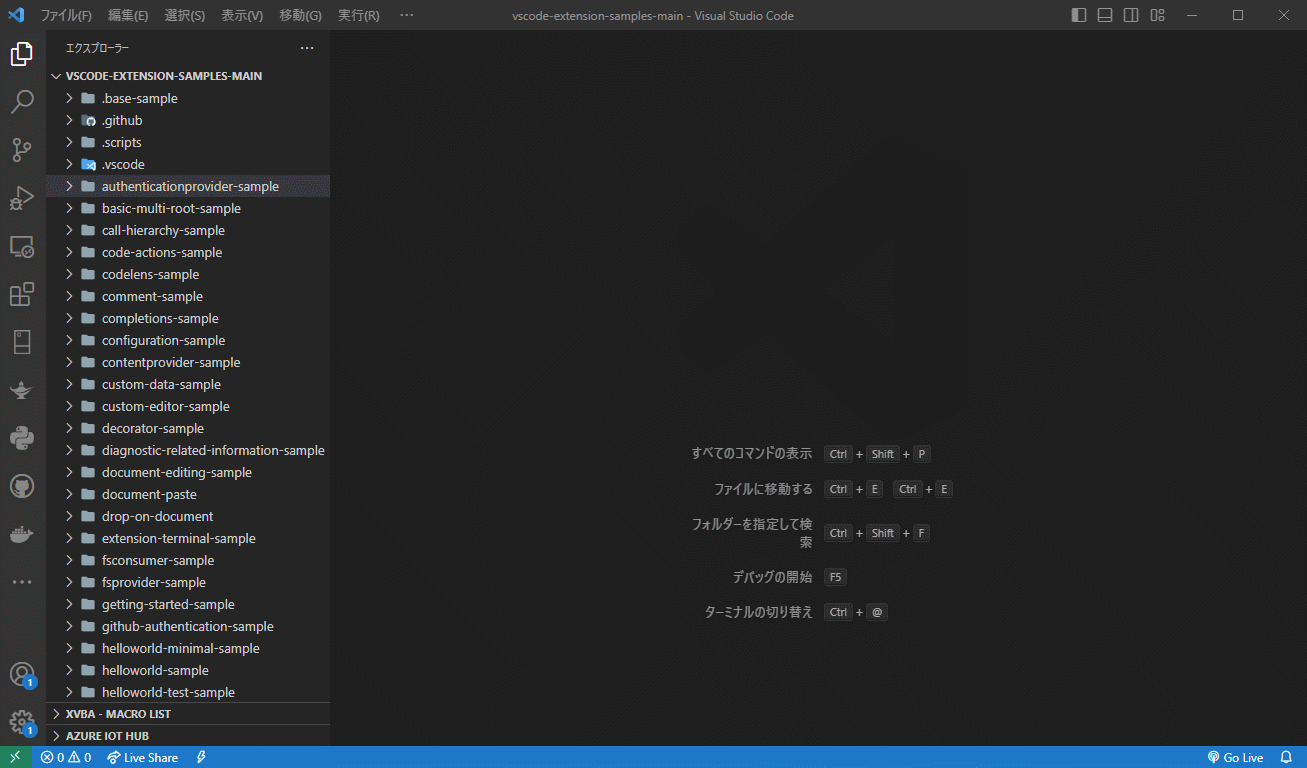 ファイル(F) 編集(E) 選択(S) 表示(V) 移動(G) 実行(R) ··· vscode-extension-samples-main - Visual Studio Code
エクスプローラー ···
VSCODE-EXTENSION-SAMPLES-MAIN
.base-sample
.github
.scripts
.vscode
authenticationprovider-sample
basic-multi-root-sample
call-hierarchy-sample
code-actions-sample
codelens-sample
comment-sample
completions-sample
configuration-sample
contentprovider-sample
custom-data-sample
custom-editor-sample
decorator-sample
diagnostic-related-information-sample
document-editing-sample
document-paste
drop-on-document
extension-terminal-sample
fsconsumer-sample
fsprovider-sample
getting-started-sample
github-authentication-sample
helloworld-minimal-sample
helloworld-sample
helloworld-test-sample
XVBA - MACRO LIST
AZURE IOT HUB
1
1
すべてのコマンドの表示 Ctrl + Shift + P
ファイルに移動する Ctrl + E Ctrl + E
フォルダーを指定して検
索 Ctrl + Shift + F
デバッグの開始 F5
ターミナルの切り替え Ctrl + @
0 0 Live Share Go Live